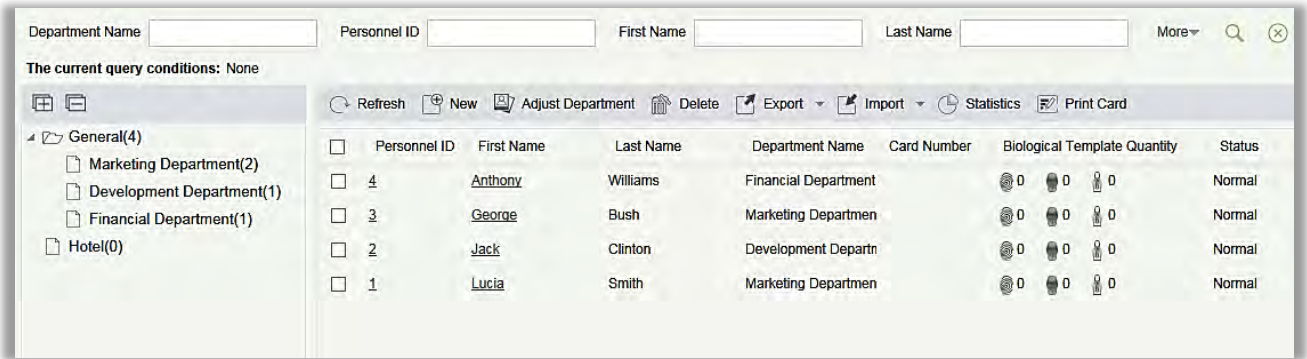 Department Name Personnel ID First Name Last Name More
The current query conditions: None
Refresh New Adjust Department Delete Export Import Statistics Print Card
General(4)
Marketing Department(2)
Development Department(1)
Financial Department(1)
Hotel(0)
Personnel ID First Name Last Name Department Name Card Number Biological Template Quantity Status
4 Anthony Williams Financial Department 0 0 0 Normal
3 George Bush Marketing Departmen 0 0 0 Normal
2 Jack Clinton Development Departn 0 0 0 Normal
1 Lucia Smith Marketing Departmen 0 0 0 Normal